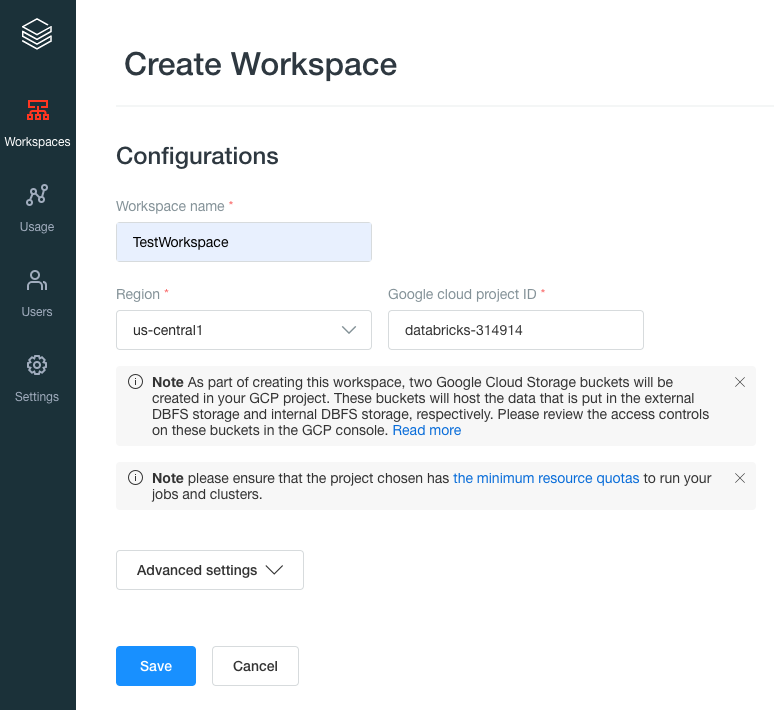 Create Workspace
Workspaces
Usage
Users
Settings
Configurations
Workspace name *
TestWorkspace
Region *
Google cloud project ID *
us-central1
databricks-314914
Note As part of creating this workspace, two Google Cloud Storage buckets will be
created in your GCP project. These buckets will host the data that is put in the external
DBFS storage and internal DBFS storage, respectively. Please review the access controls
on these buckets in the GCP console. Read more
Note please ensure that the project chosen has the minimum resource quotas to run your
jobs and clusters.
Advanced settings
Save
Cancel